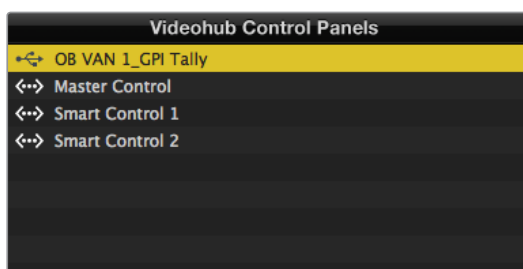 Videohub Control Panels
OB VAN 1_GPI Tally
Master Control
Smart Control 1
Smart Control 2